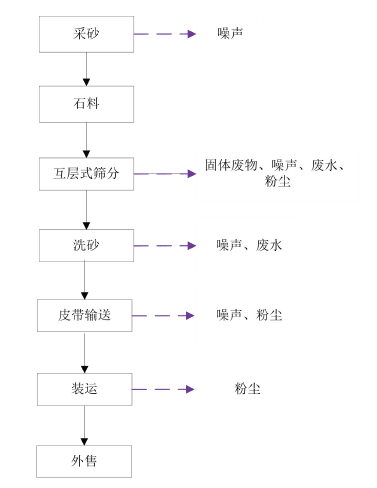 采砂
噪声
石料
互层式筛分
固体废物、噪声、废水、
粉尘
洗砂
噪声、废水
皮带输送
噪声、粉尘
装运
粉尘
外售